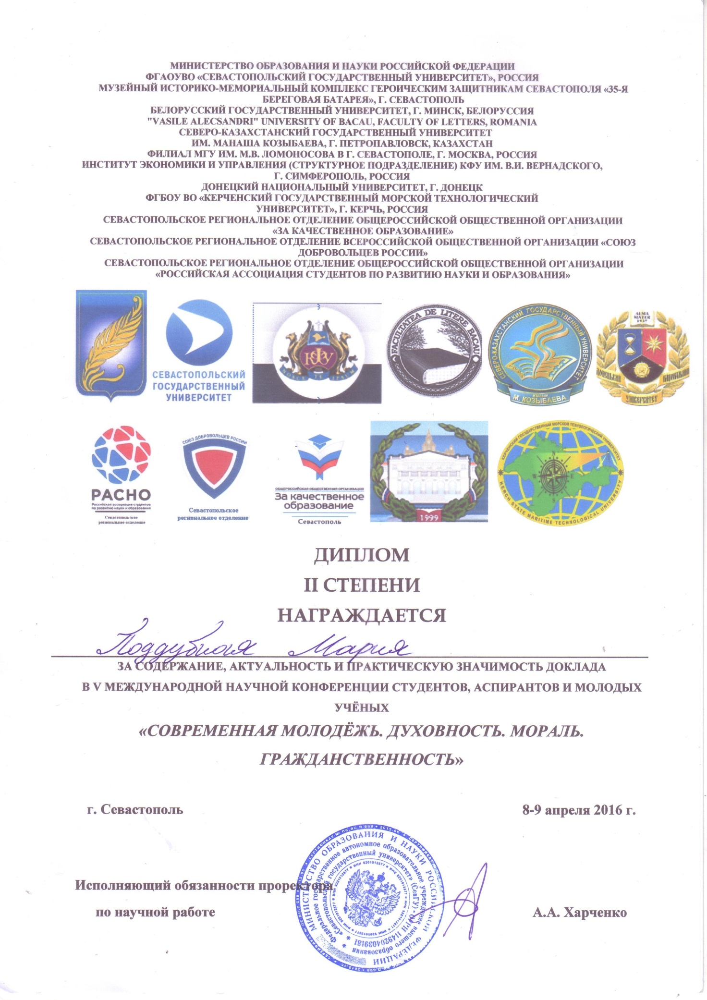 МИНИСТЕРСТВО ОБРАЗОВАНИЯ И НАУКИ РОССИЙСКОЙ ФЕДЕРАЦИИ
ФГАОУВО «СЕВАСТОПОЛЬСКИЙ ГОСУДАРСТВЕННЫЙ УНИВЕРСИТЕТ», РОССИЯ
МУЗЕЙНЫЙ ИСТОРИКО-МЕМОРИАЛЬНЫЙ КОМПЛЕКС ГЕРОИЧЕСКИМ ЗАЩИТНИКАМ СЕВАСТОПОЛЯ «35-Я
БЕРЕГОВАЯ БАТАРЕЯ», Г. СЕВАСТОПОЛЬ
БЕЛОРУССКИЙ ГОСУДАРСТВЕННЫЙ УНИВЕРСИТЕТ, Г. МИНСК, БЕЛОРУССИЯ
"VASILE ALECSANDRI" UNIVERSITY OF BACAU, FACULTY OF LETTERS, ROMANIA
СЕВЕРО-КАЗАХСТАНСКИЙ ГОСУДАРСТВЕННЫЙ УНИВЕРСИТЕТ
ИМ. МАНАША КОЗЫБАЕВА, Г. ПЕТРОПАВЛОВСК, КАЗАХСТАН
ФИЛИАЛ МГУ ИМ. М.В. ЛОМОНОСОВА В Г. СЕВАСТОПОЛЕ, Г. МОСКВА, РОССИЯ
ИНСТИТУТ ЭКОНОМИКИ И УПРАВЛЕНИЯ (СТРУКТУРНОЕ ПОДРАЗДЕЛЕНИЕ) КФУ ИМ. В.И. ВЕРНАДСКОГО,
Г. СИМФЕРОПОЛЬ, РОССИЯ
ДОНЕЦКИЙ НАЦИОНАЛЬНЫЙ УНИВЕРСИТЕТ, Г. ДОНЕЦК
ФГБОУ ВО «КЕРЧЕНСКИЙ ГОСУДАРСТВЕННЫЙ МОРСКОЙ ТЕХНОЛОГИЧЕСКИЙ
УНИВЕРСИТЕТ», Г. КЕРЧЬ, РОССИЯ
СЕВАСТОПОЛЬСКОЕ РЕГИОНАЛЬНОЕ ОТДЕЛЕНИЕ ОБЩЕРОССИЙСКОЙ ОБЩЕСТВЕННОЙ ОРГАНИЗАЦИИ
«ЗА КАЧЕСТВЕННОЕ ОБРАЗОВАНИЕ»
СЕВАСТОПОЛЬСКОЕ РЕГИОНАЛЬНОЕ ОТДЕЛЕНИЕ ВСЕРОССИЙСКОЙ ОБЩЕСТВЕННОЙ ОРГАНИЗАЦИИ «СОЮЗ
ДОБРОВОЛЬЦЕВ РОССИИ»
СЕВАСТОПОЛЬСКОЕ РЕГИОНАЛЬНОЕ ОТДЕЛЕНИЕ ОБЩЕРОССИЙСКОЙ ОБЩЕСТВЕННОЙ ОРГАНИЗАЦИИ
«РОССИЙСКАЯ АССОЦИАЦИЯ СТУДЕНТОВ ПО РАЗВИТИЮ НАУКИ И ОБРАЗОВАНИЯ»
СЕВАСТОПОЛЬСКИЙ
ГОСУДАРСТВЕННЫЙ
УНИВЕРСИТЕТ
КФУ
FACULTATEA DE LITERE BACAU
СЕВЕРО-КАЗАХСТАНСКИЙ ГОСУДАРСТВЕННЫЙ УНИВЕРСИТЕТ
ИМЕНИ
М. КОЗЫБАЕВА
ALMA
MATER
1937
УНИВЕРСИТЕТ
РАСНО
Российская ассоциация студентов
по развитию науки и образования
Севастопольское
региональное отделение
СОЮЗ ДОБРОВОЛЬЦЕВ РОССИИ
Севастопольское
региональное отделение
ОБЩЕРОССИЙСКАЯ ОБЩЕСТВЕННАЯ ОРГАНИЗАЦИЯ
За качественное
образование
Севастополь
1999
КЕРЧЕНСКИЙ ГОСУДАРСТВЕННЫЙ МОРСКОЙ ТЕХНОЛОГИЧЕСКИЙ УНИВЕРСИТЕТ
N
W E
S
KERCH STATE MARITIME TECHNOLOGICAL UNIVERSITY
ДИПЛОМ
II СТЕПЕНИ
НАГРАЖДАЕТСЯ
Поддубная Мария
ЗА СОДЕРЖАНИЕ, АКТУАЛЬНОСТЬ И ПРАКТИЧЕСКУЮ ЗНАЧИМОСТЬ ДОКЛАДА
В V МЕЖДУНАРОДНОЙ НАУЧНОЙ КОНФЕРЕНЦИИ СТУДЕНТОВ, АСПИРАНТОВ И МОЛОДЫХ
УЧЁНЫХ
«СОВРЕМЕННАЯ МОЛОДЁЖЬ. ДУХОВНОСТЬ. МОРАЛЬ.
ГРАЖДАНСТВЕННОСТЬ»
г. Севастополь 8-9 апреля 2016 г.
МИНИСТЕРСТВО ОБРАЗОВАНИЯ И НАУКИ РОССИЙСКОЙ ФЕДЕРАЦИИ
Федеральное государственное автономное образовательное учреждение высшего образования
«Севастопольский государственный университет» (СевГУ) * ОГРН 1149204039181 *
ИНН 9201012877
Исполняющий обязанности проректора
по научной работе А.А. Харченко